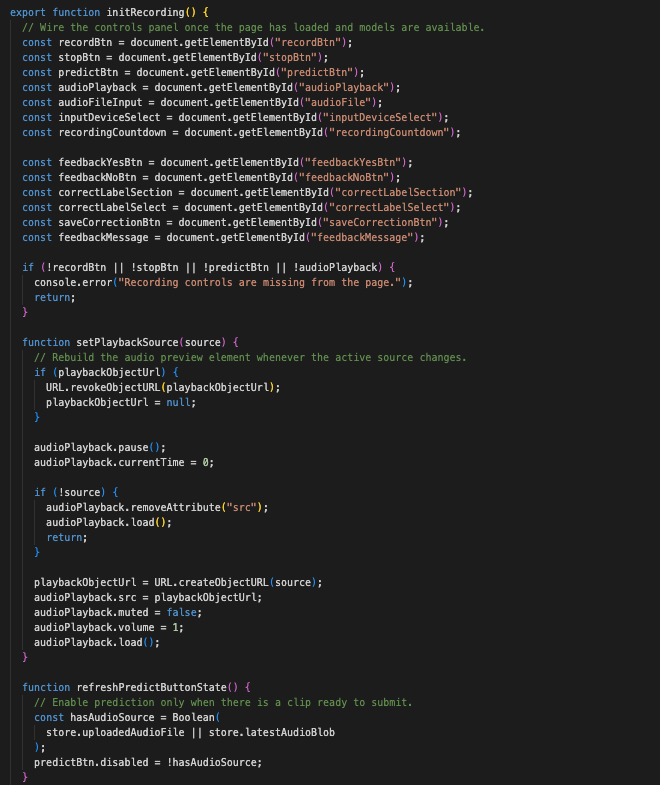 export function initRecording() {
  // Wire the controls panel once the page has loaded and models are available.
  const recordBtn = document.getElementById("recordBtn");
  const stopBtn = document.getElementById("stopBtn");
  const predictBtn = document.getElementById("predictBtn");
  const audioPlayback = document.getElementById("audioPlayback");
  const audioFileInput = document.getElementById("audioFile");
  const inputDeviceSelect = document.getElementById("inputDeviceSelect");
  const recordingCountdown = document.getElementById("recordingCountdown");

  const feedbackYesBtn = document.getElementById("feedbackYesBtn");
  const feedbackNoBtn = document.getElementById("feedbackNoBtn");
  const correctLabelSection = document.getElementById("correctLabelSection");
  const correctLabelSelect = document.getElementById("correctLabelSelect");
  const saveCorrectionBtn = document.getElementById("saveCorrectionBtn");
  const feedbackMessage = document.getElementById("feedbackMessage");

  if (!recordBtn || !stopBtn || !predictBtn || !audioPlayback) {
    console.error("Recording controls are missing from the page.");
    return;
  }

  function setPlaybackSource(source) {
    // Rebuild the audio preview element whenever the active source changes.
    if (playbackObjectUrl) {
      URL.revokeObjectURL(playbackObjectUrl);
      playbackObjectUrl = null;
    }

    audioPlayback.pause();
    audioPlayback.currentTime = 0;

    if (!source) {
      audioPlayback.removeAttribute("src");
      audioPlayback.load();
      return;
    }

    playbackObjectUrl = URL.createObjectURL(source);
    audioPlayback.src = playbackObjectUrl;
    audioPlayback.muted = false;
    audioPlayback.volume = 1;
    audioPlayback.load();
  }

  function refreshPredictButtonState() {
    // Enable prediction only when there is a clip ready to submit.
    const hasAudioSource = Boolean(
      store.uploadedAudioFile || store.latestAudioBlob
    );
    predictBtn.disabled = !hasAudioSource;
  }